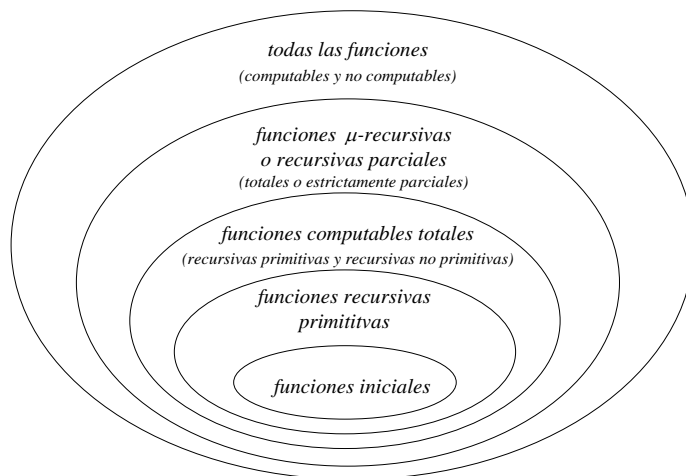 todas las funciones
(computables y no computables)
funciones μ-recursivas
o recursivas parciales
(totales o estrictamente parciales)
funciones computables totales
(recursivas primitivas y recursivas no primitivas)
funciones recursivas
primititvas
funciones iniciales